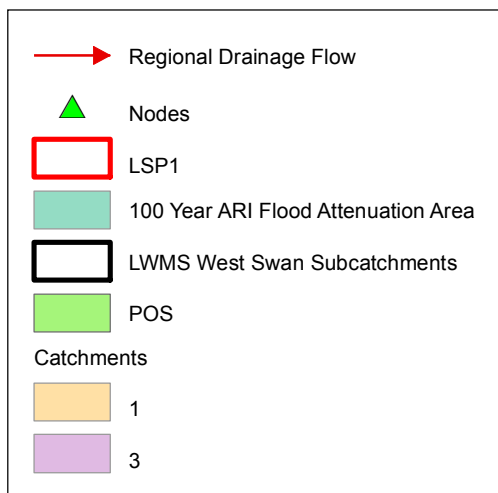 Regional Drainage Flow
Nodes
LSP1
100 Year ARI Flood Attenuation Area
LWMS West Swan Subcatchments
POS
Catchments
1
3